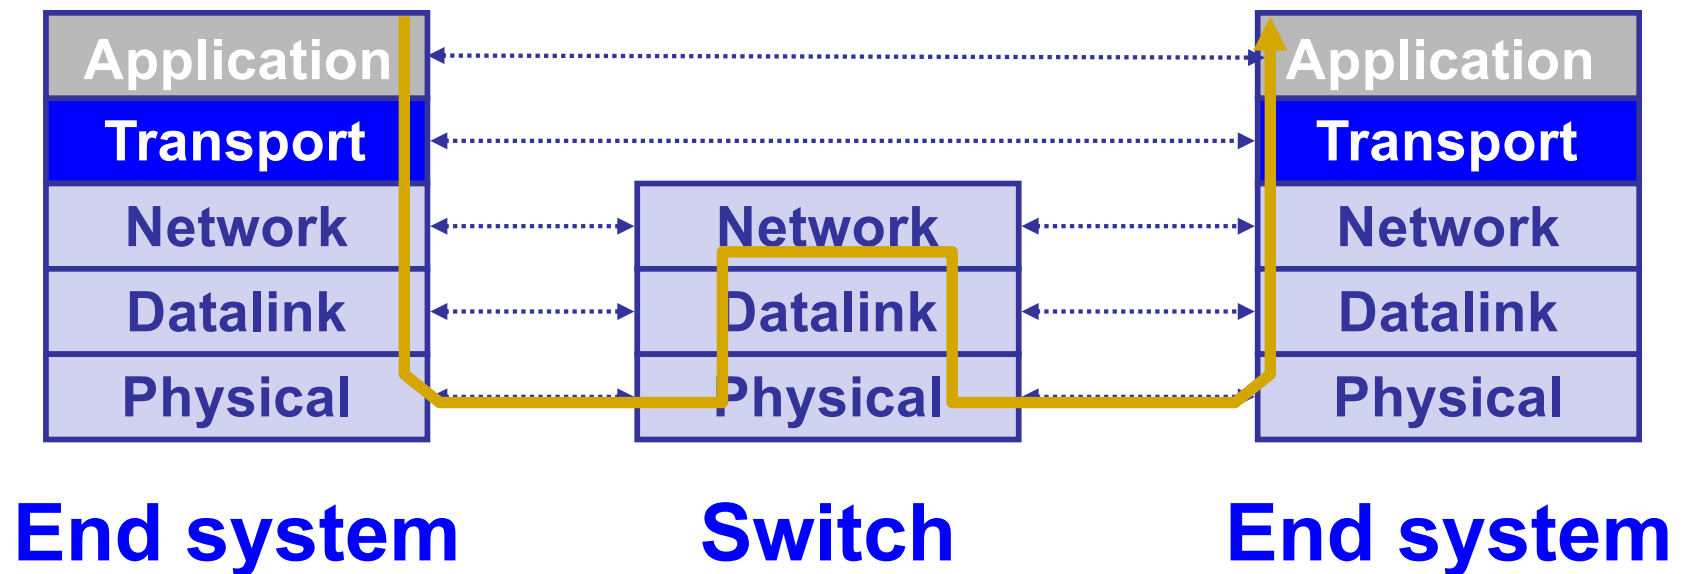 Application
Transport
Network
Datalink
Physical
Network
Datalink
Physical
Application
Transport
Network
Datalink
Physical
End system
Switch
End system